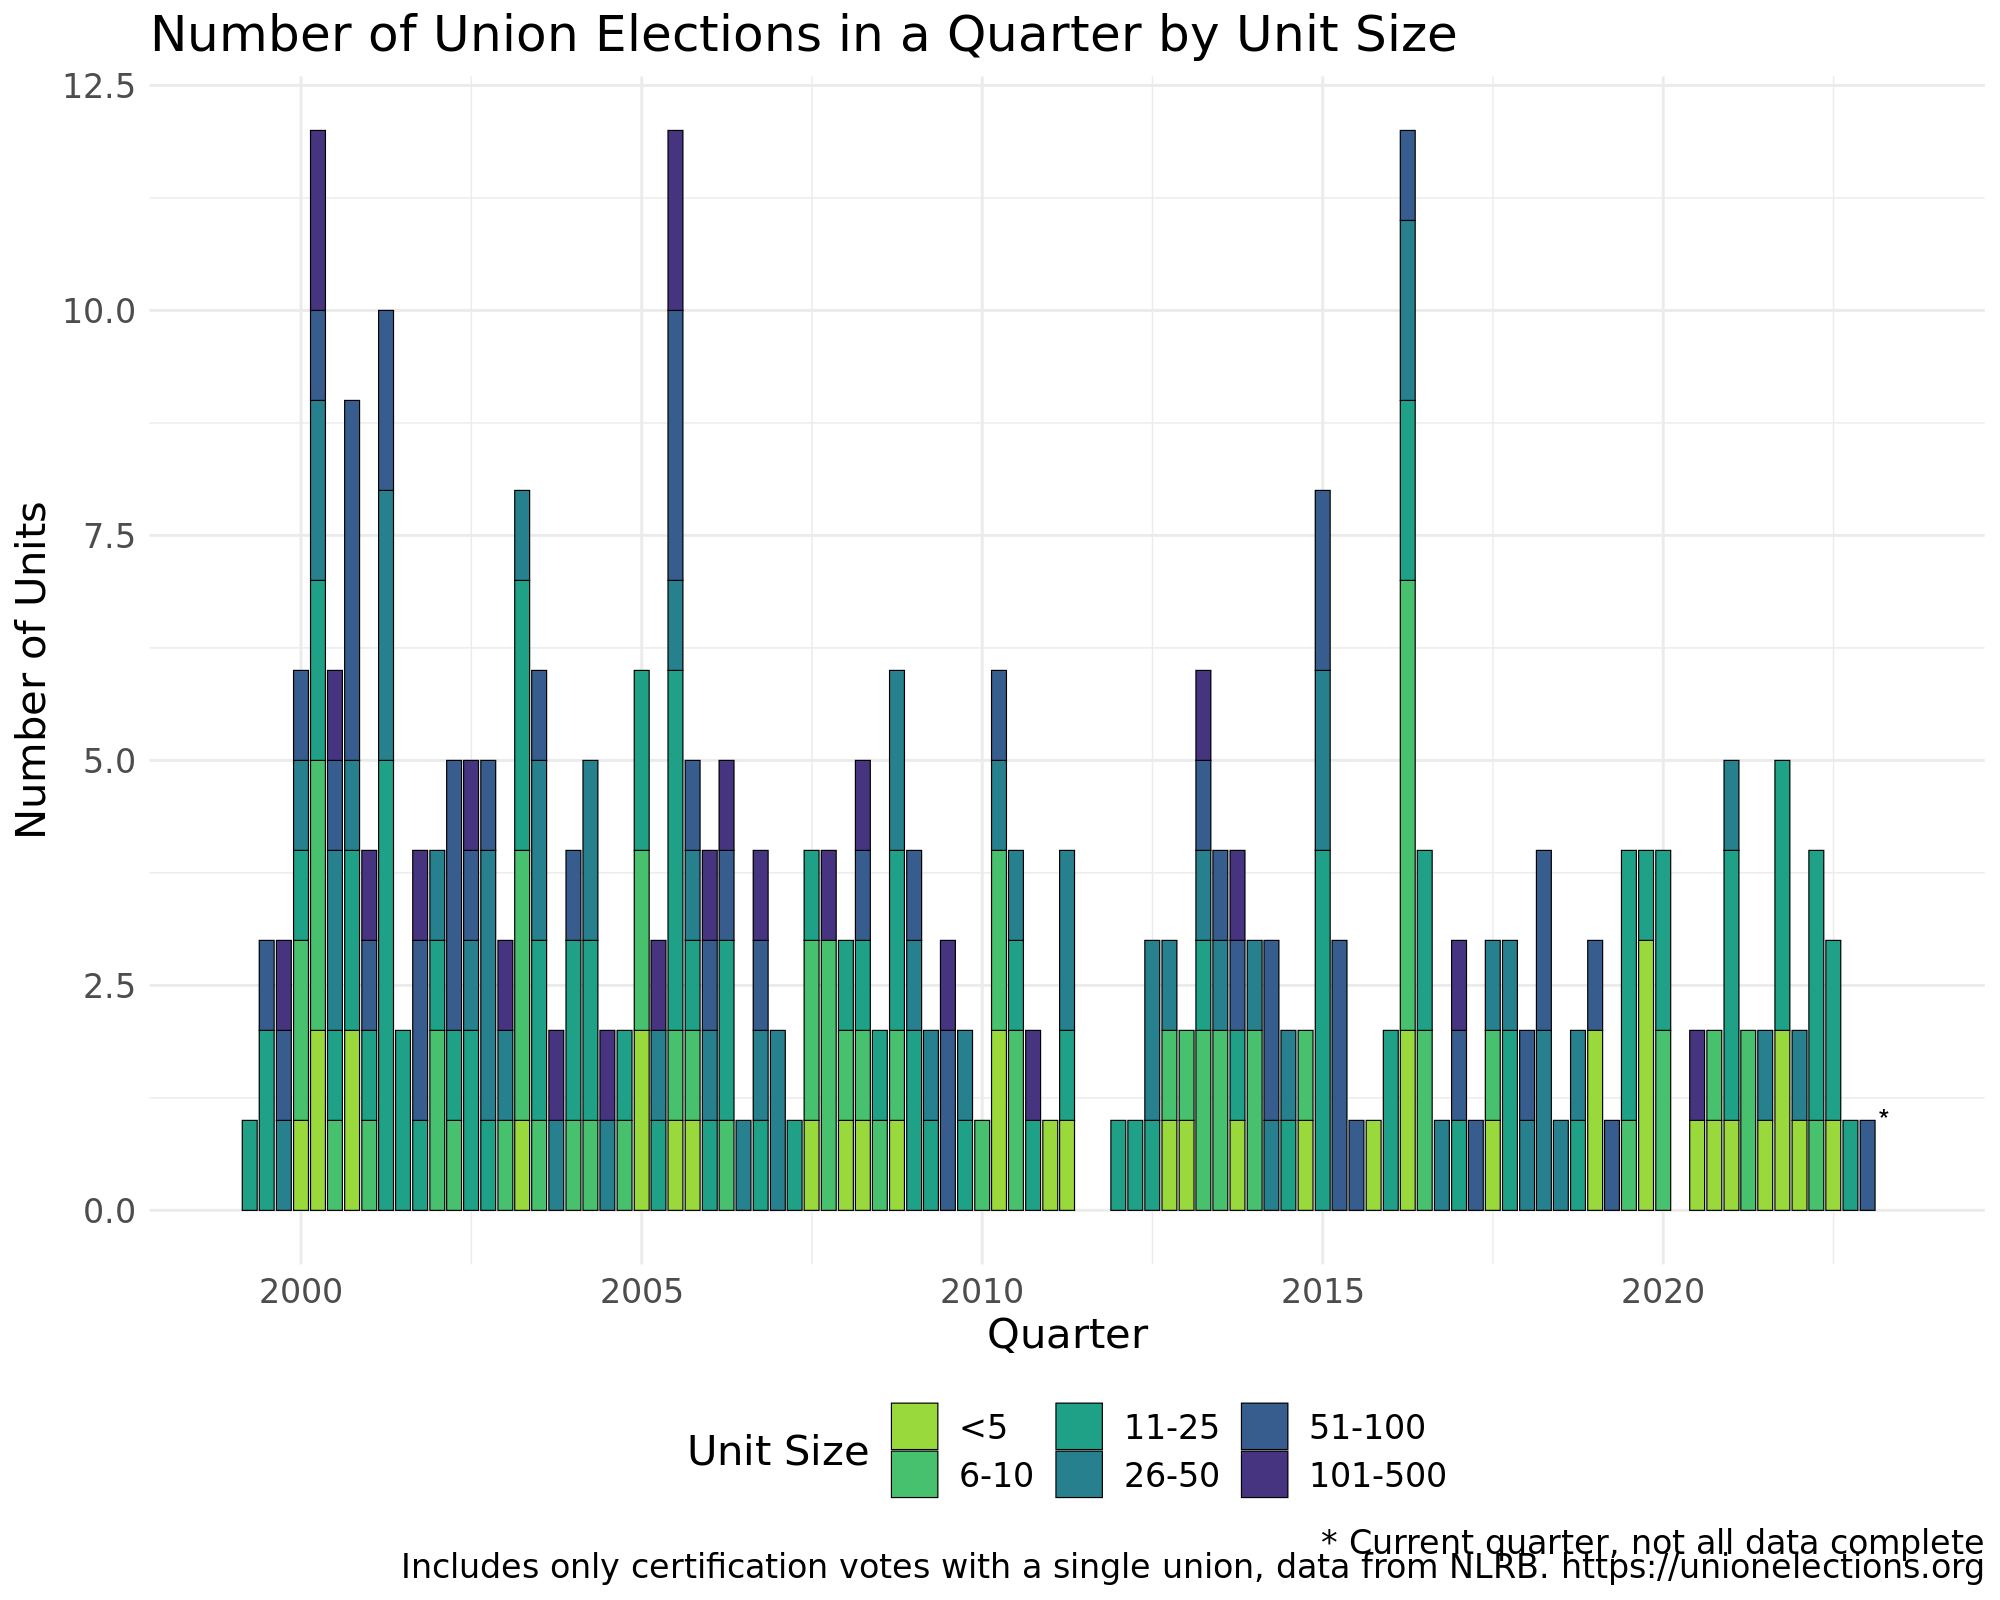 Number of Union Elections in a Quarter by Unit Size
12.5
10.0
7.5
5.0
2.5
0.0
Number of Units
*
2000 2005 2010 2015 2020
Quarter
Unit Size
<5 11-25 51-100
6-10 26-50 101-500
* Current quarter, not all data complete
Includes only certification votes with a single union, data from NLRB. https://unionelections.org